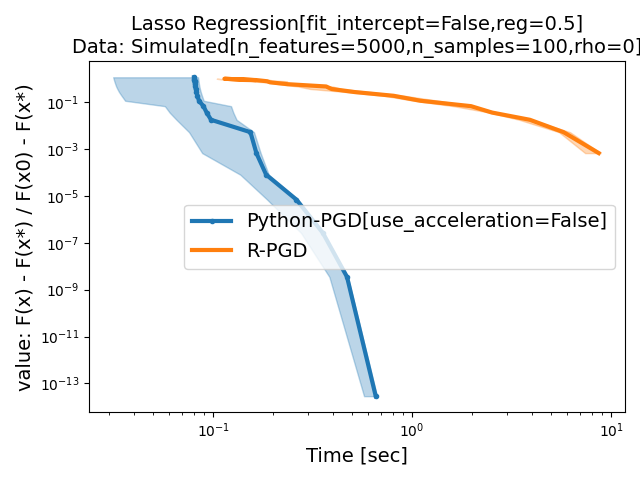 Lasso Regression[fit_intercept=False,reg=0.5]
Data: Simulated[n_features=5000,n_samples=100,rho=0]
value: F(x) - F(x*) / F(x0) - F(x*)
10^−1
10^−3
10^−5
10^−7
10^−9
10^−11
10^−13
Python-PGD[use_acceleration=False]
R-PGD
10^−1 10^0 10^1
Time [sec]